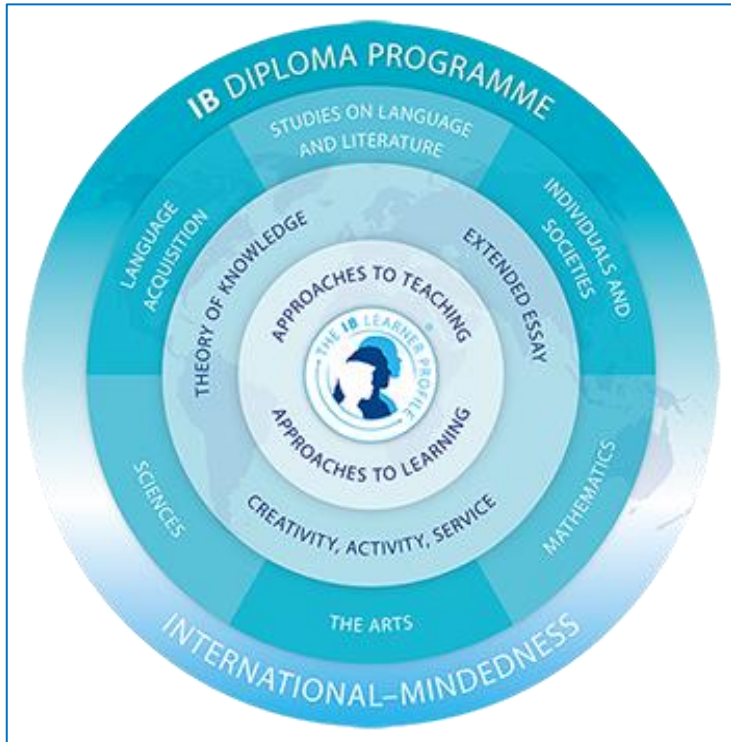 IB DIPLOMA PROGRAMME
STUDIES ON LANGUAGE
AND LITERATURE
LANGUAGE
ACQUISITION
INDIVIDUALS AND
SOCIETIES
THEORY OF KNOWLEDGE
EXTENDED ESSAY
APPROACHES TO TEACHING
THE IB LEARNER PROFILE
®
APPROACHES TO LEARNING
SCIENCES
MATHEMATICS
CREATIVITY, ACTIVITY, SERVICE
THE ARTS
INTERNATIONAL–MINDEDNESS